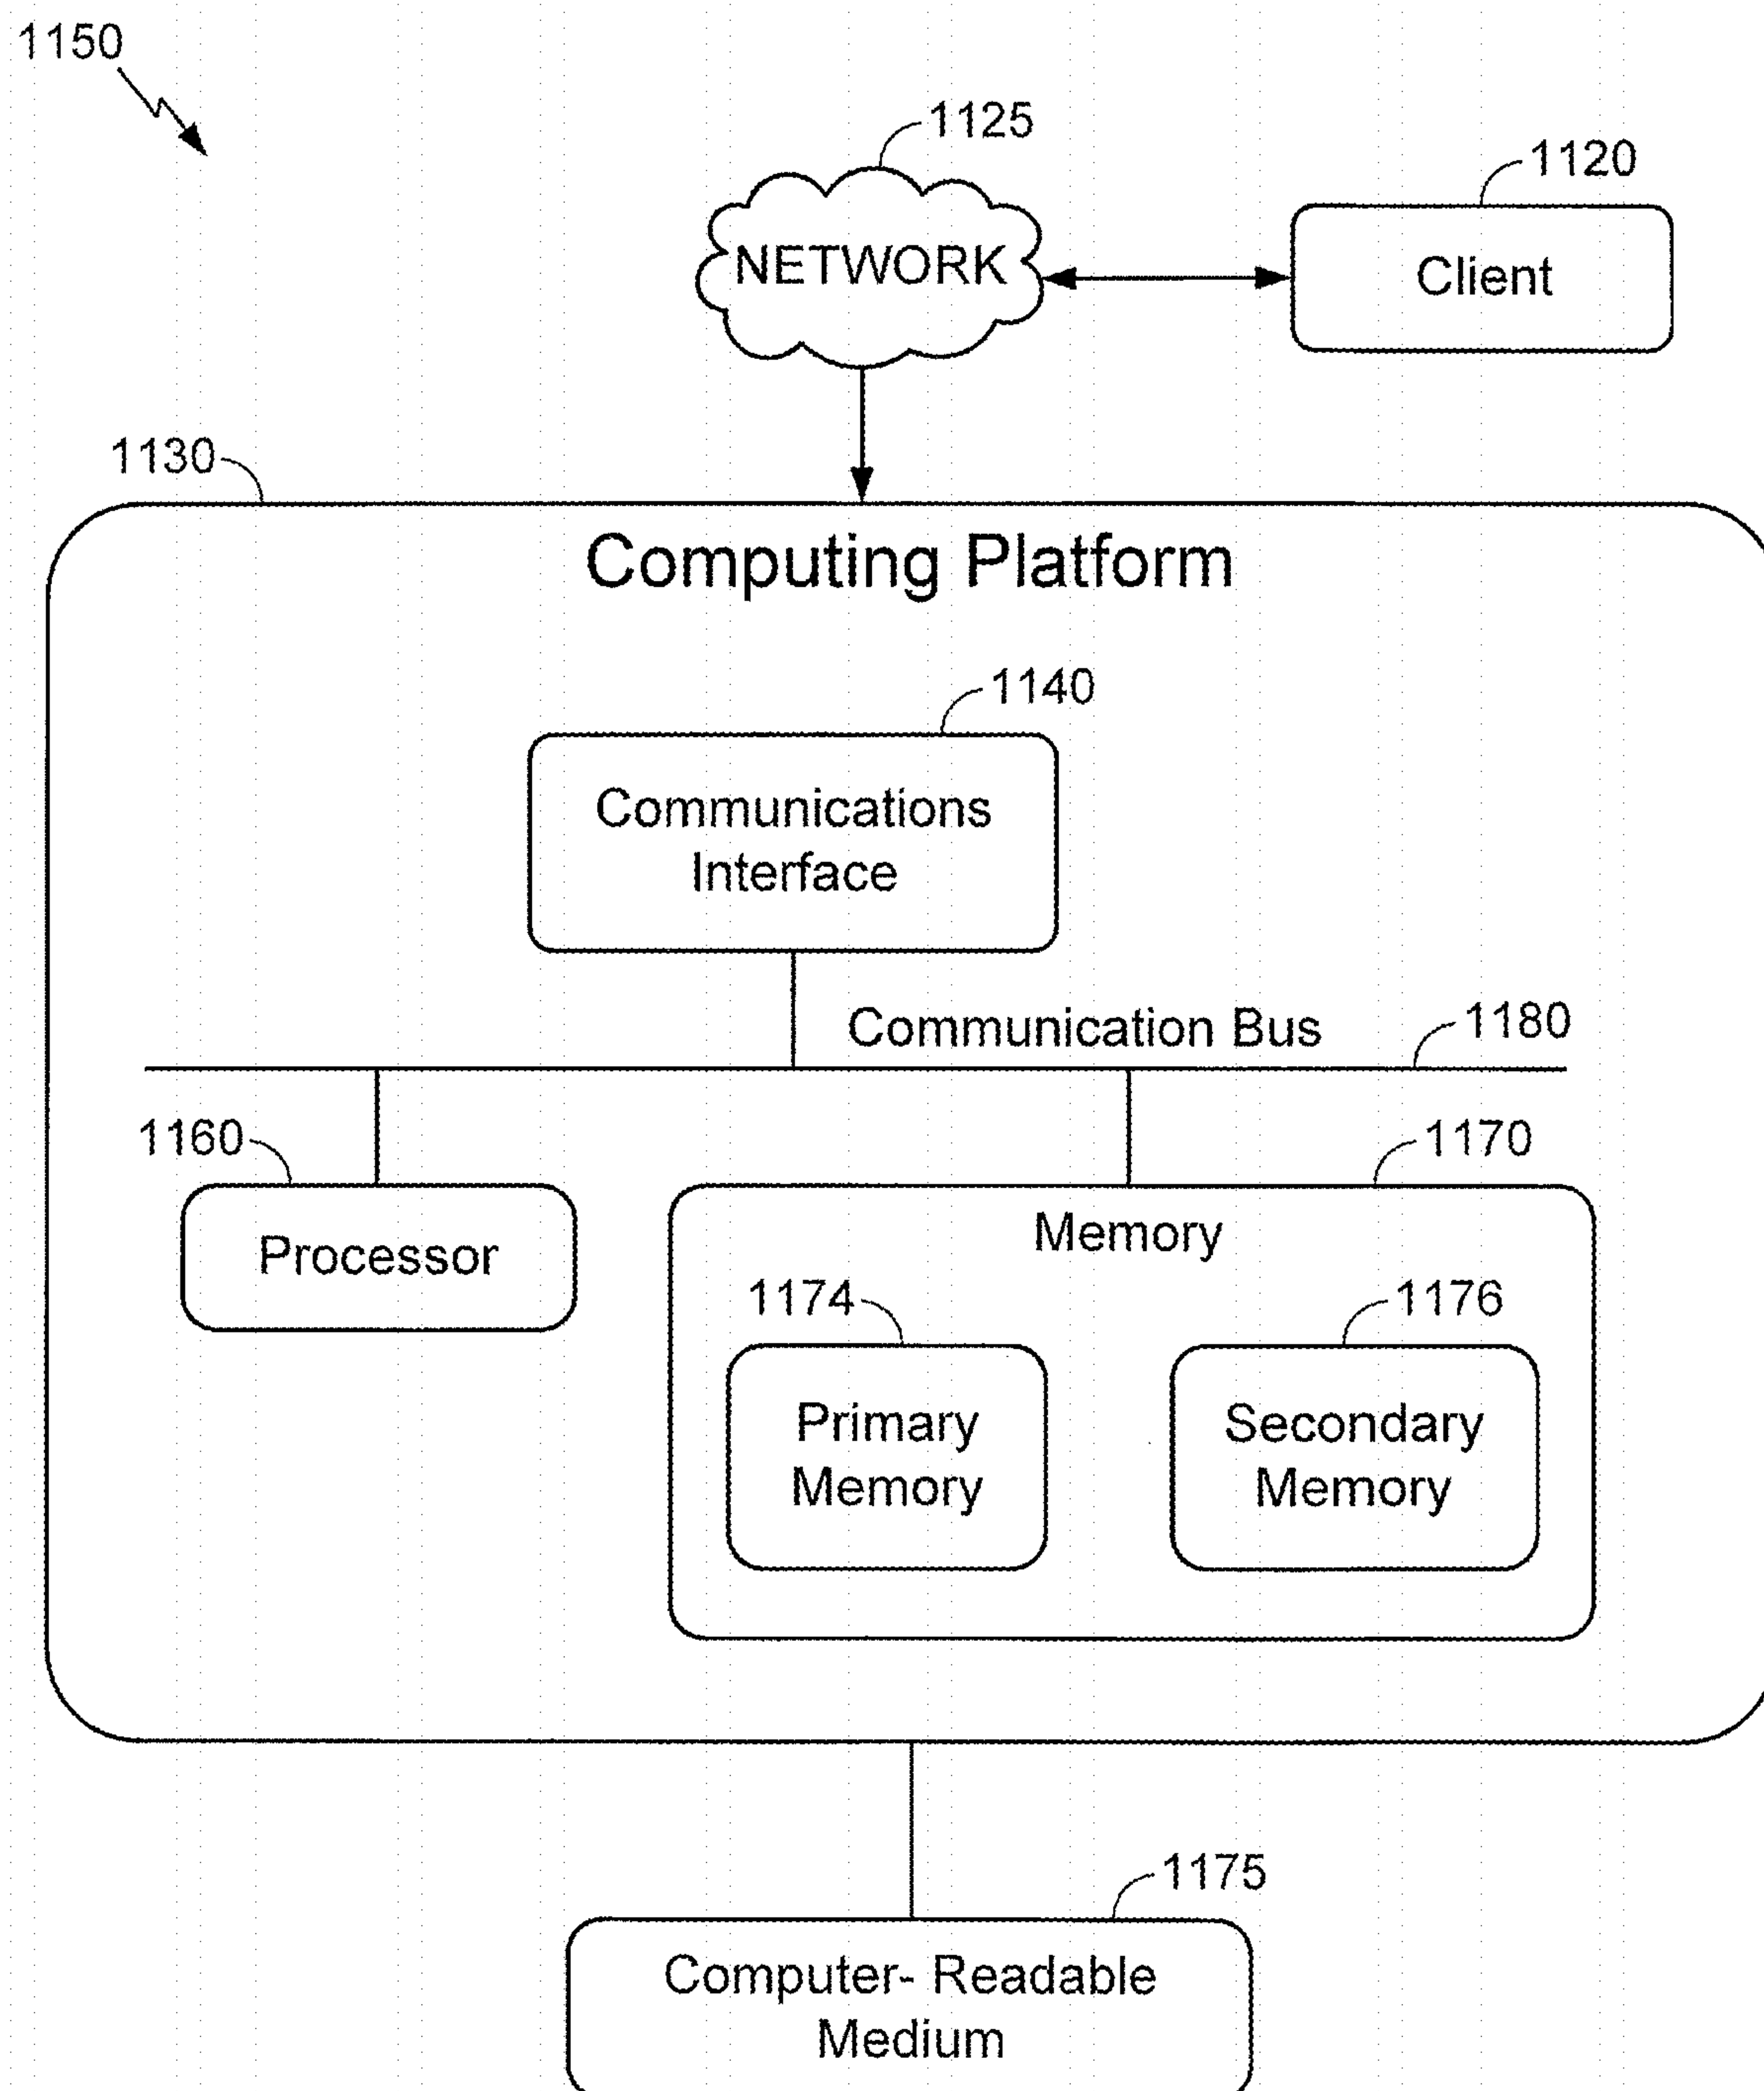 1150
1125
1120
NETWORK
Client
1130
Computing Platform
1140
Communications
Interface
Communication Bus
1180
1160
1170
Processor
Memory
1174
1176
Primary
Memory
Secondary
Memory
1175
Computer- Readable
Medium